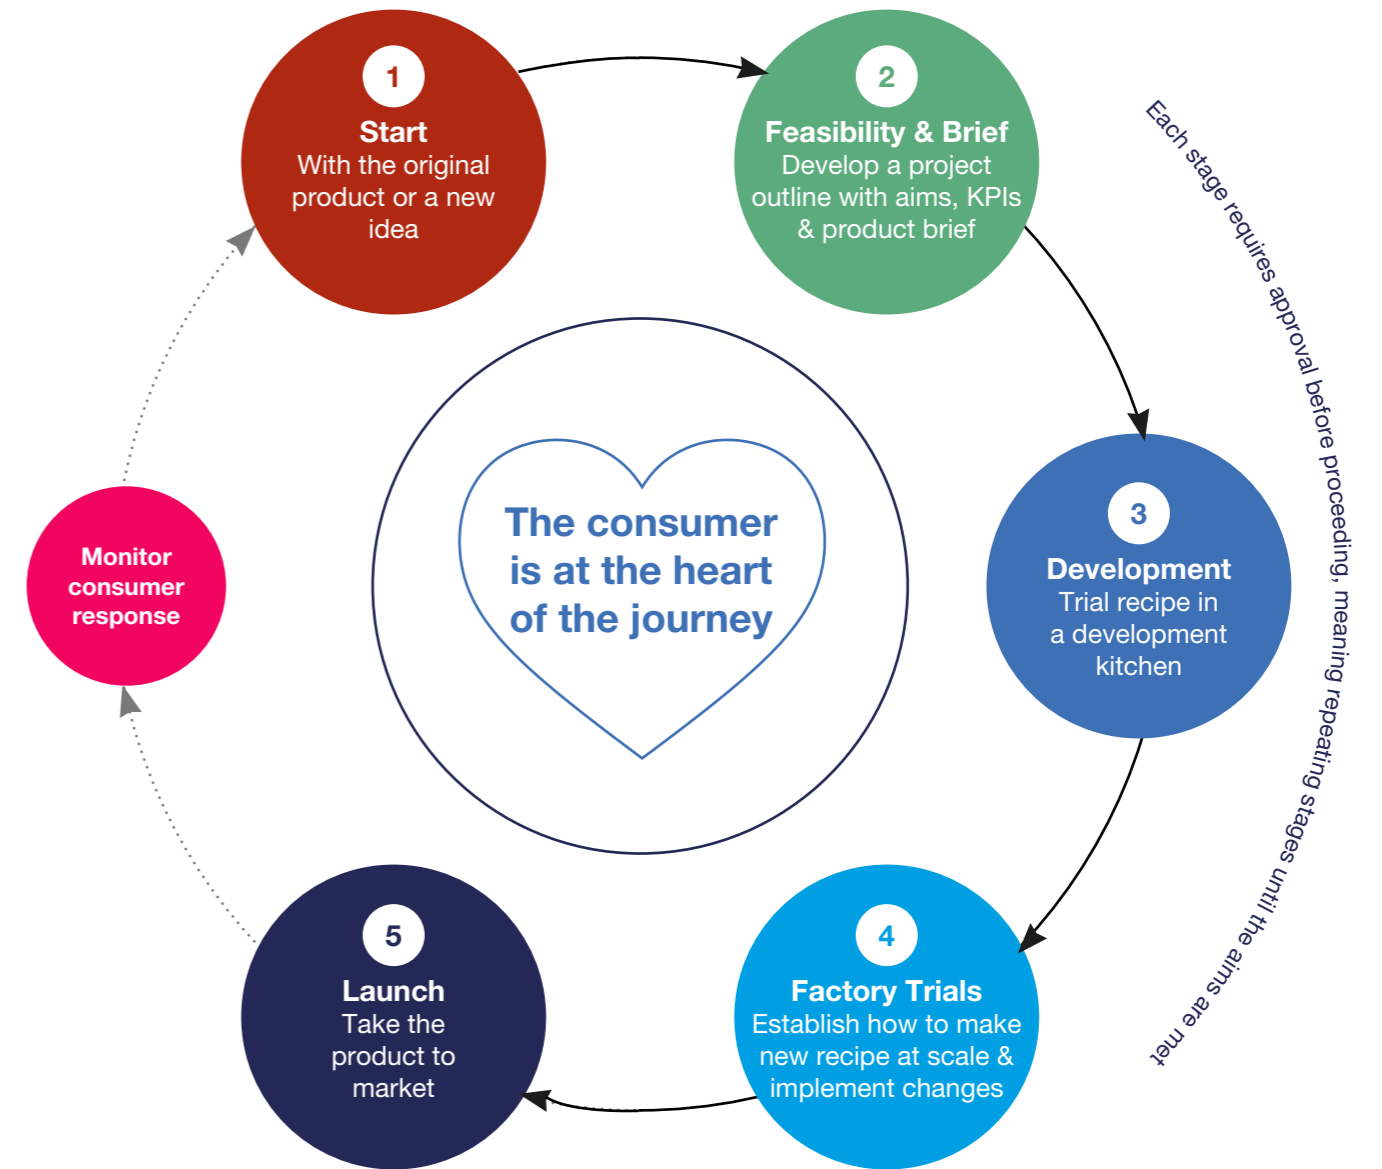 1
Start
With the original
product or a new
idea
2
Feasibility & Brief
Develop a project
outline with aims, KPIs
& product brief
Each stage requires approval before proceeding, meaning repeating stages until the aims are met
3
Development
Trial recipe in
a development
kitchen
4
Factory Trials
Establish how to make
new recipe at scale &
implement changes
5
Launch
Take the
product to
market
Monitor
consumer
response
The consumer
is at the heart
of the journey